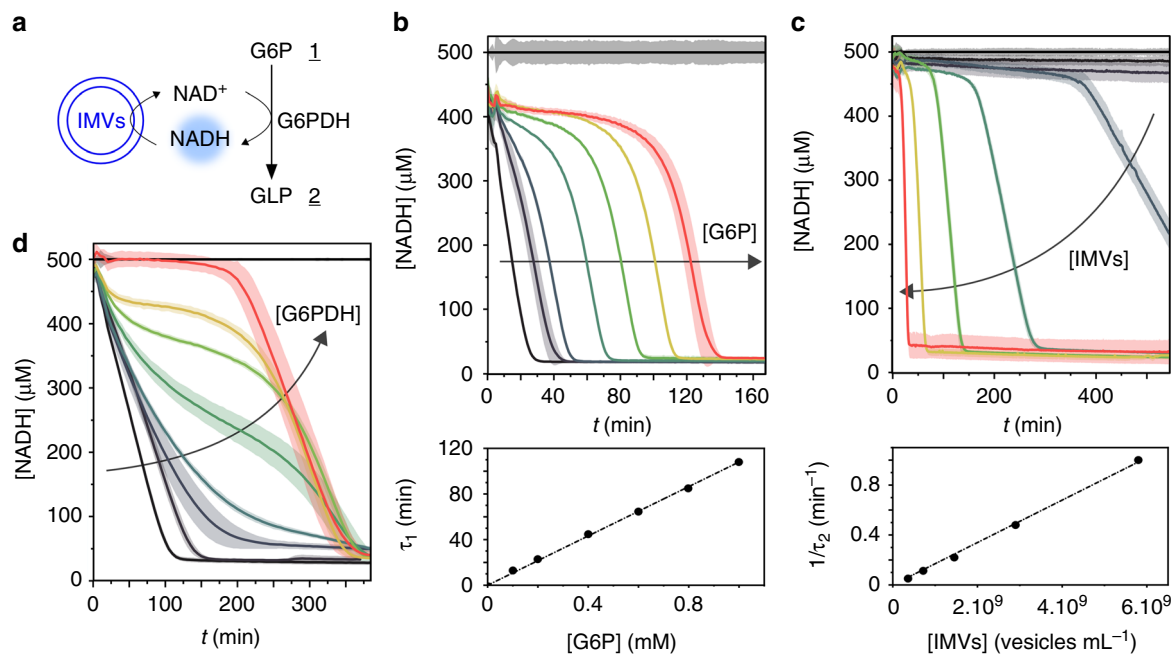 a
G6P 1
NAD+
IMVs
G6PDH
NADH
GLP 2
b
500
400
300
200
100
0
[NADH] (μM)
[G6P]
0 40 80 120 160
t (min)
120
80
40
0
τ1 (min)
0 0.4 0.8
[G6P] (mM)
c
500
400
300
200
100
0
[NADH] (μM)
[IMVs]
0 200 400
t (min)
0.8
0.4
0
1/τ2 (min−1)
2.10⁹ 4.10⁹ 6.10⁹
[IMVs] (vesicles mL−1)
d
500
400
300
200
100
0
[NADH] (μM)
[G6PDH]
0 100 200 300
t (min)